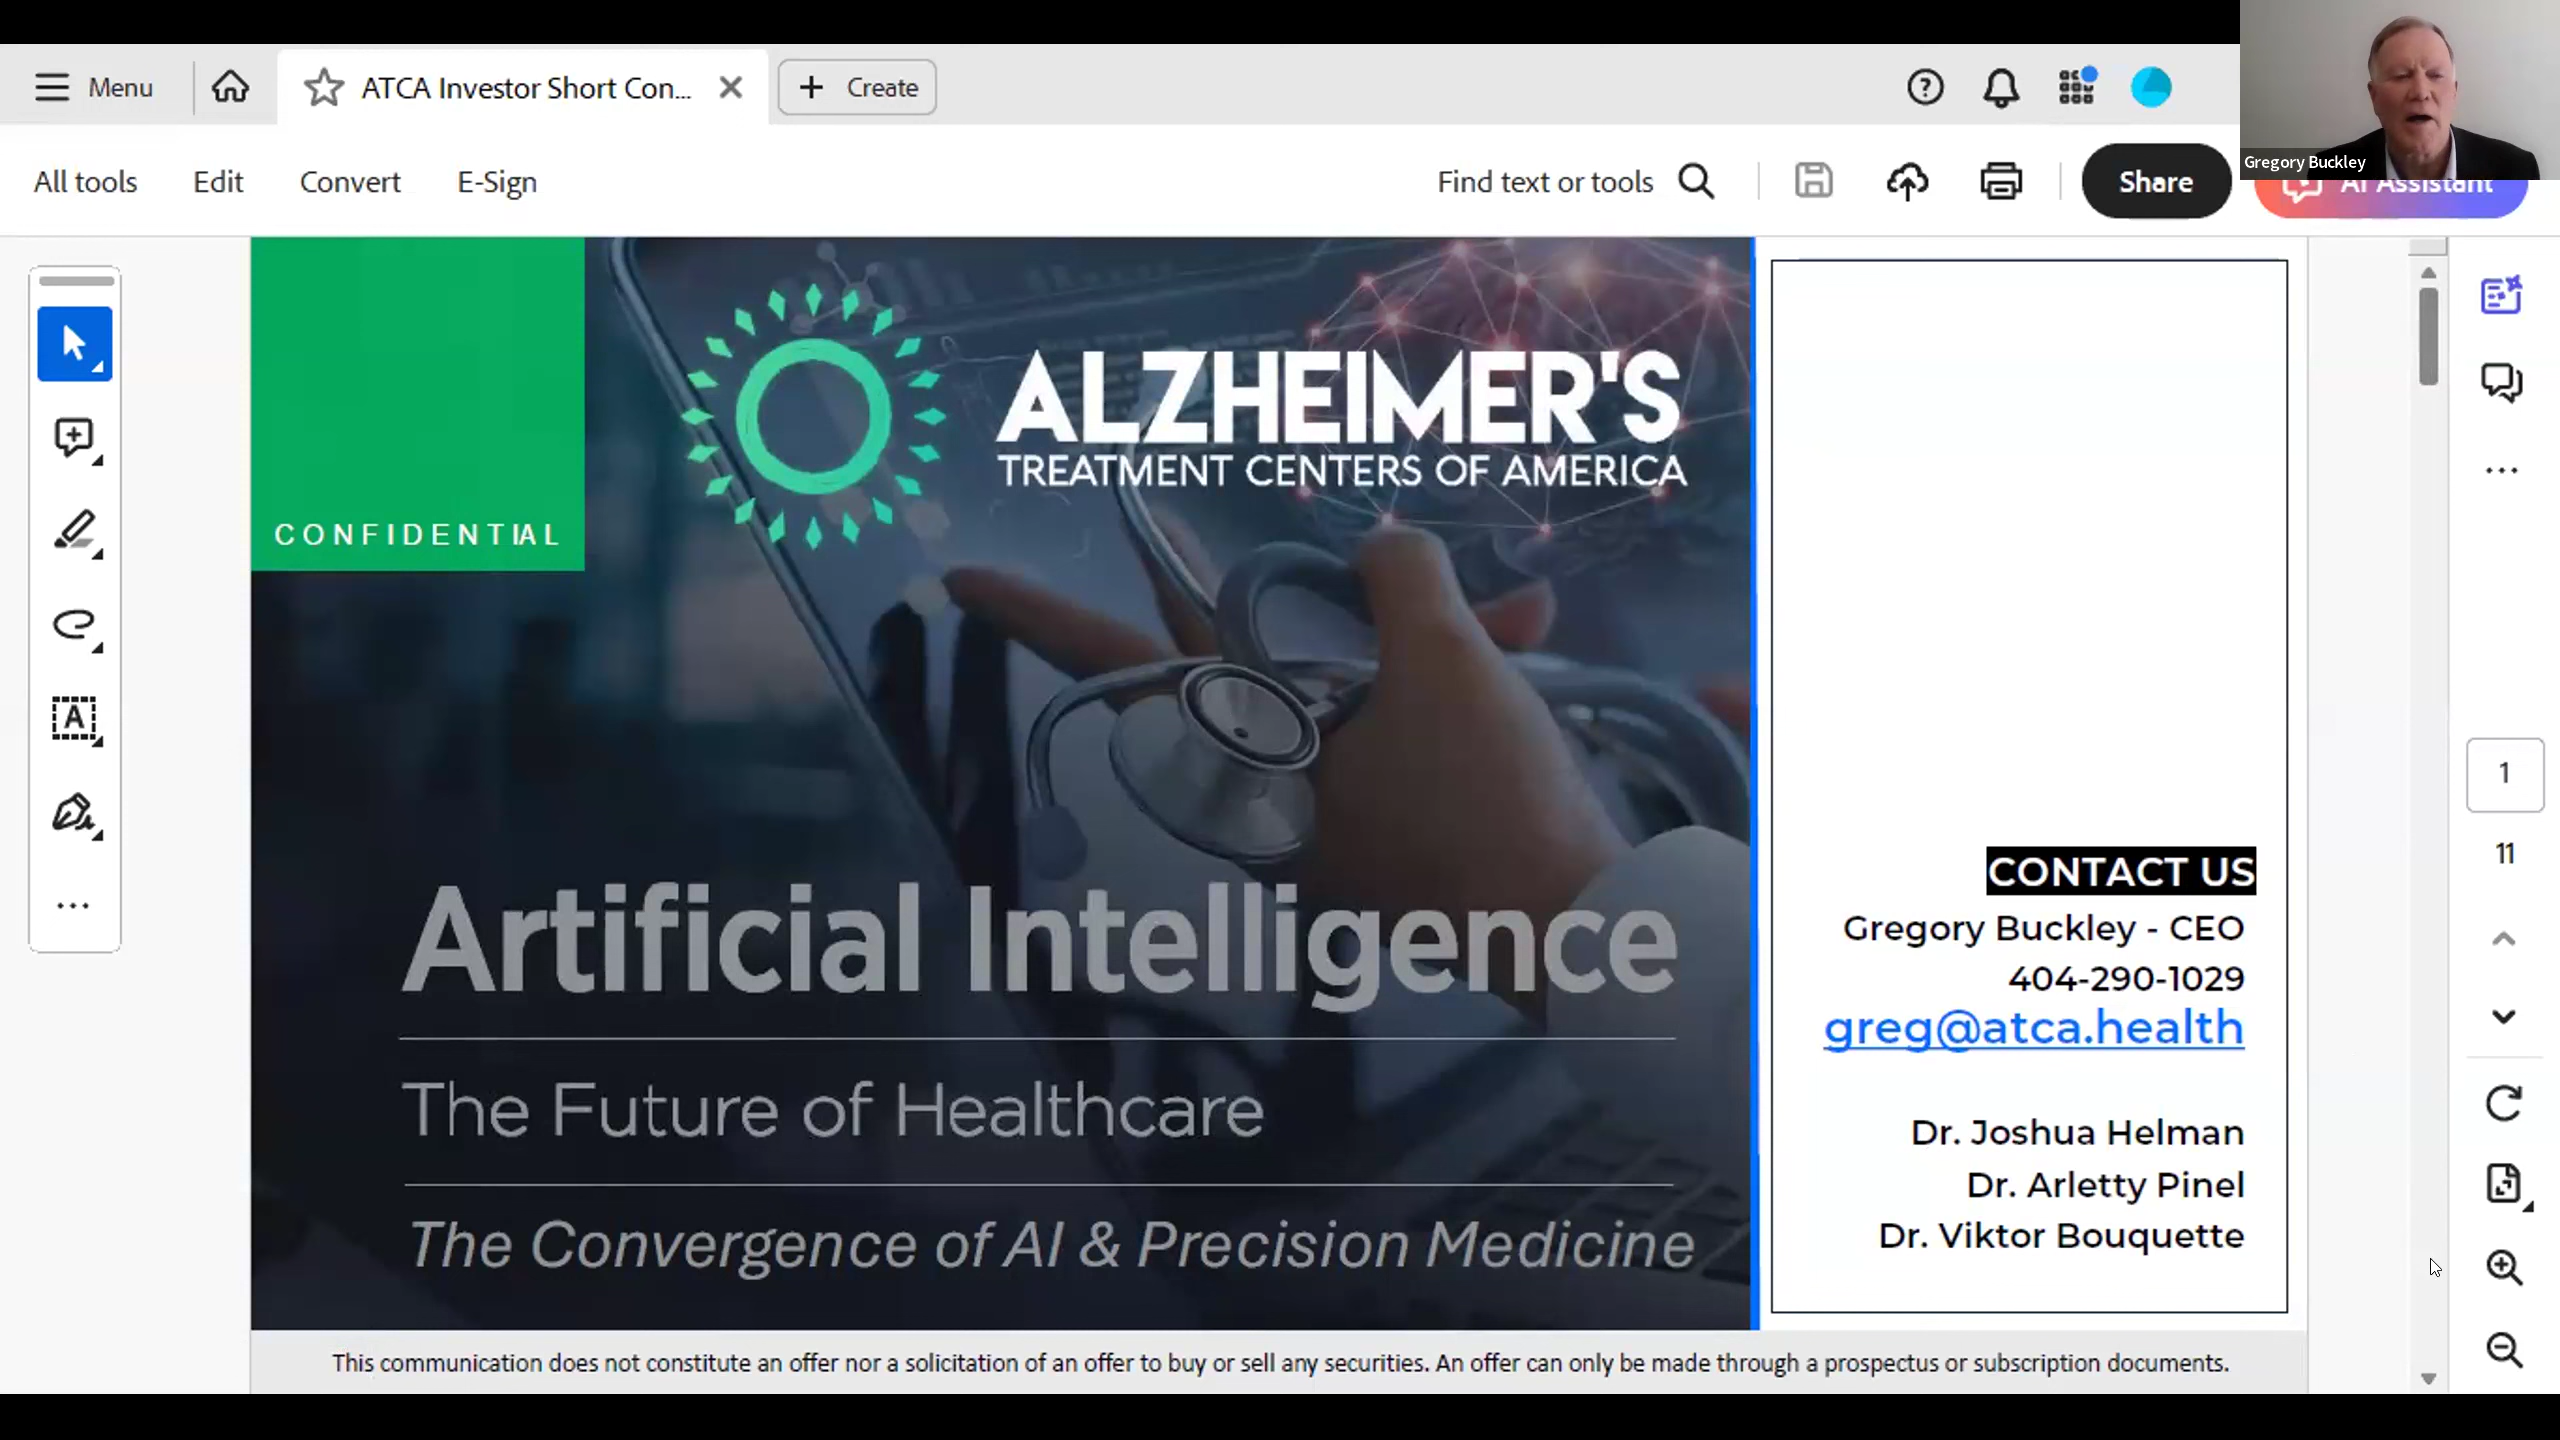 Menu
ATCA Investor Short Con...
Create
Gregory Buckley
All tools
Edit
Convert
E-Sign
Find text or tools
Share
AI Assistant
CONFIDENTIAL
ALZHEIMER'S
TREATMENT CENTERS OF AMERICA
Artificial Intelligence
The Future of Healthcare
The Convergence of AI & Precision Medicine
CONTACT US
Gregory Buckley - CEO
404-290-1029
greg@atca.health
Dr. Joshua Helman
Dr. Arletty Pinel
Dr. Viktor Bouquette
1
11
This communication does not constitute an offer nor a solicitation of an offer to buy or sell any securities. An offer can only be made through a prospectus or subscription documents.